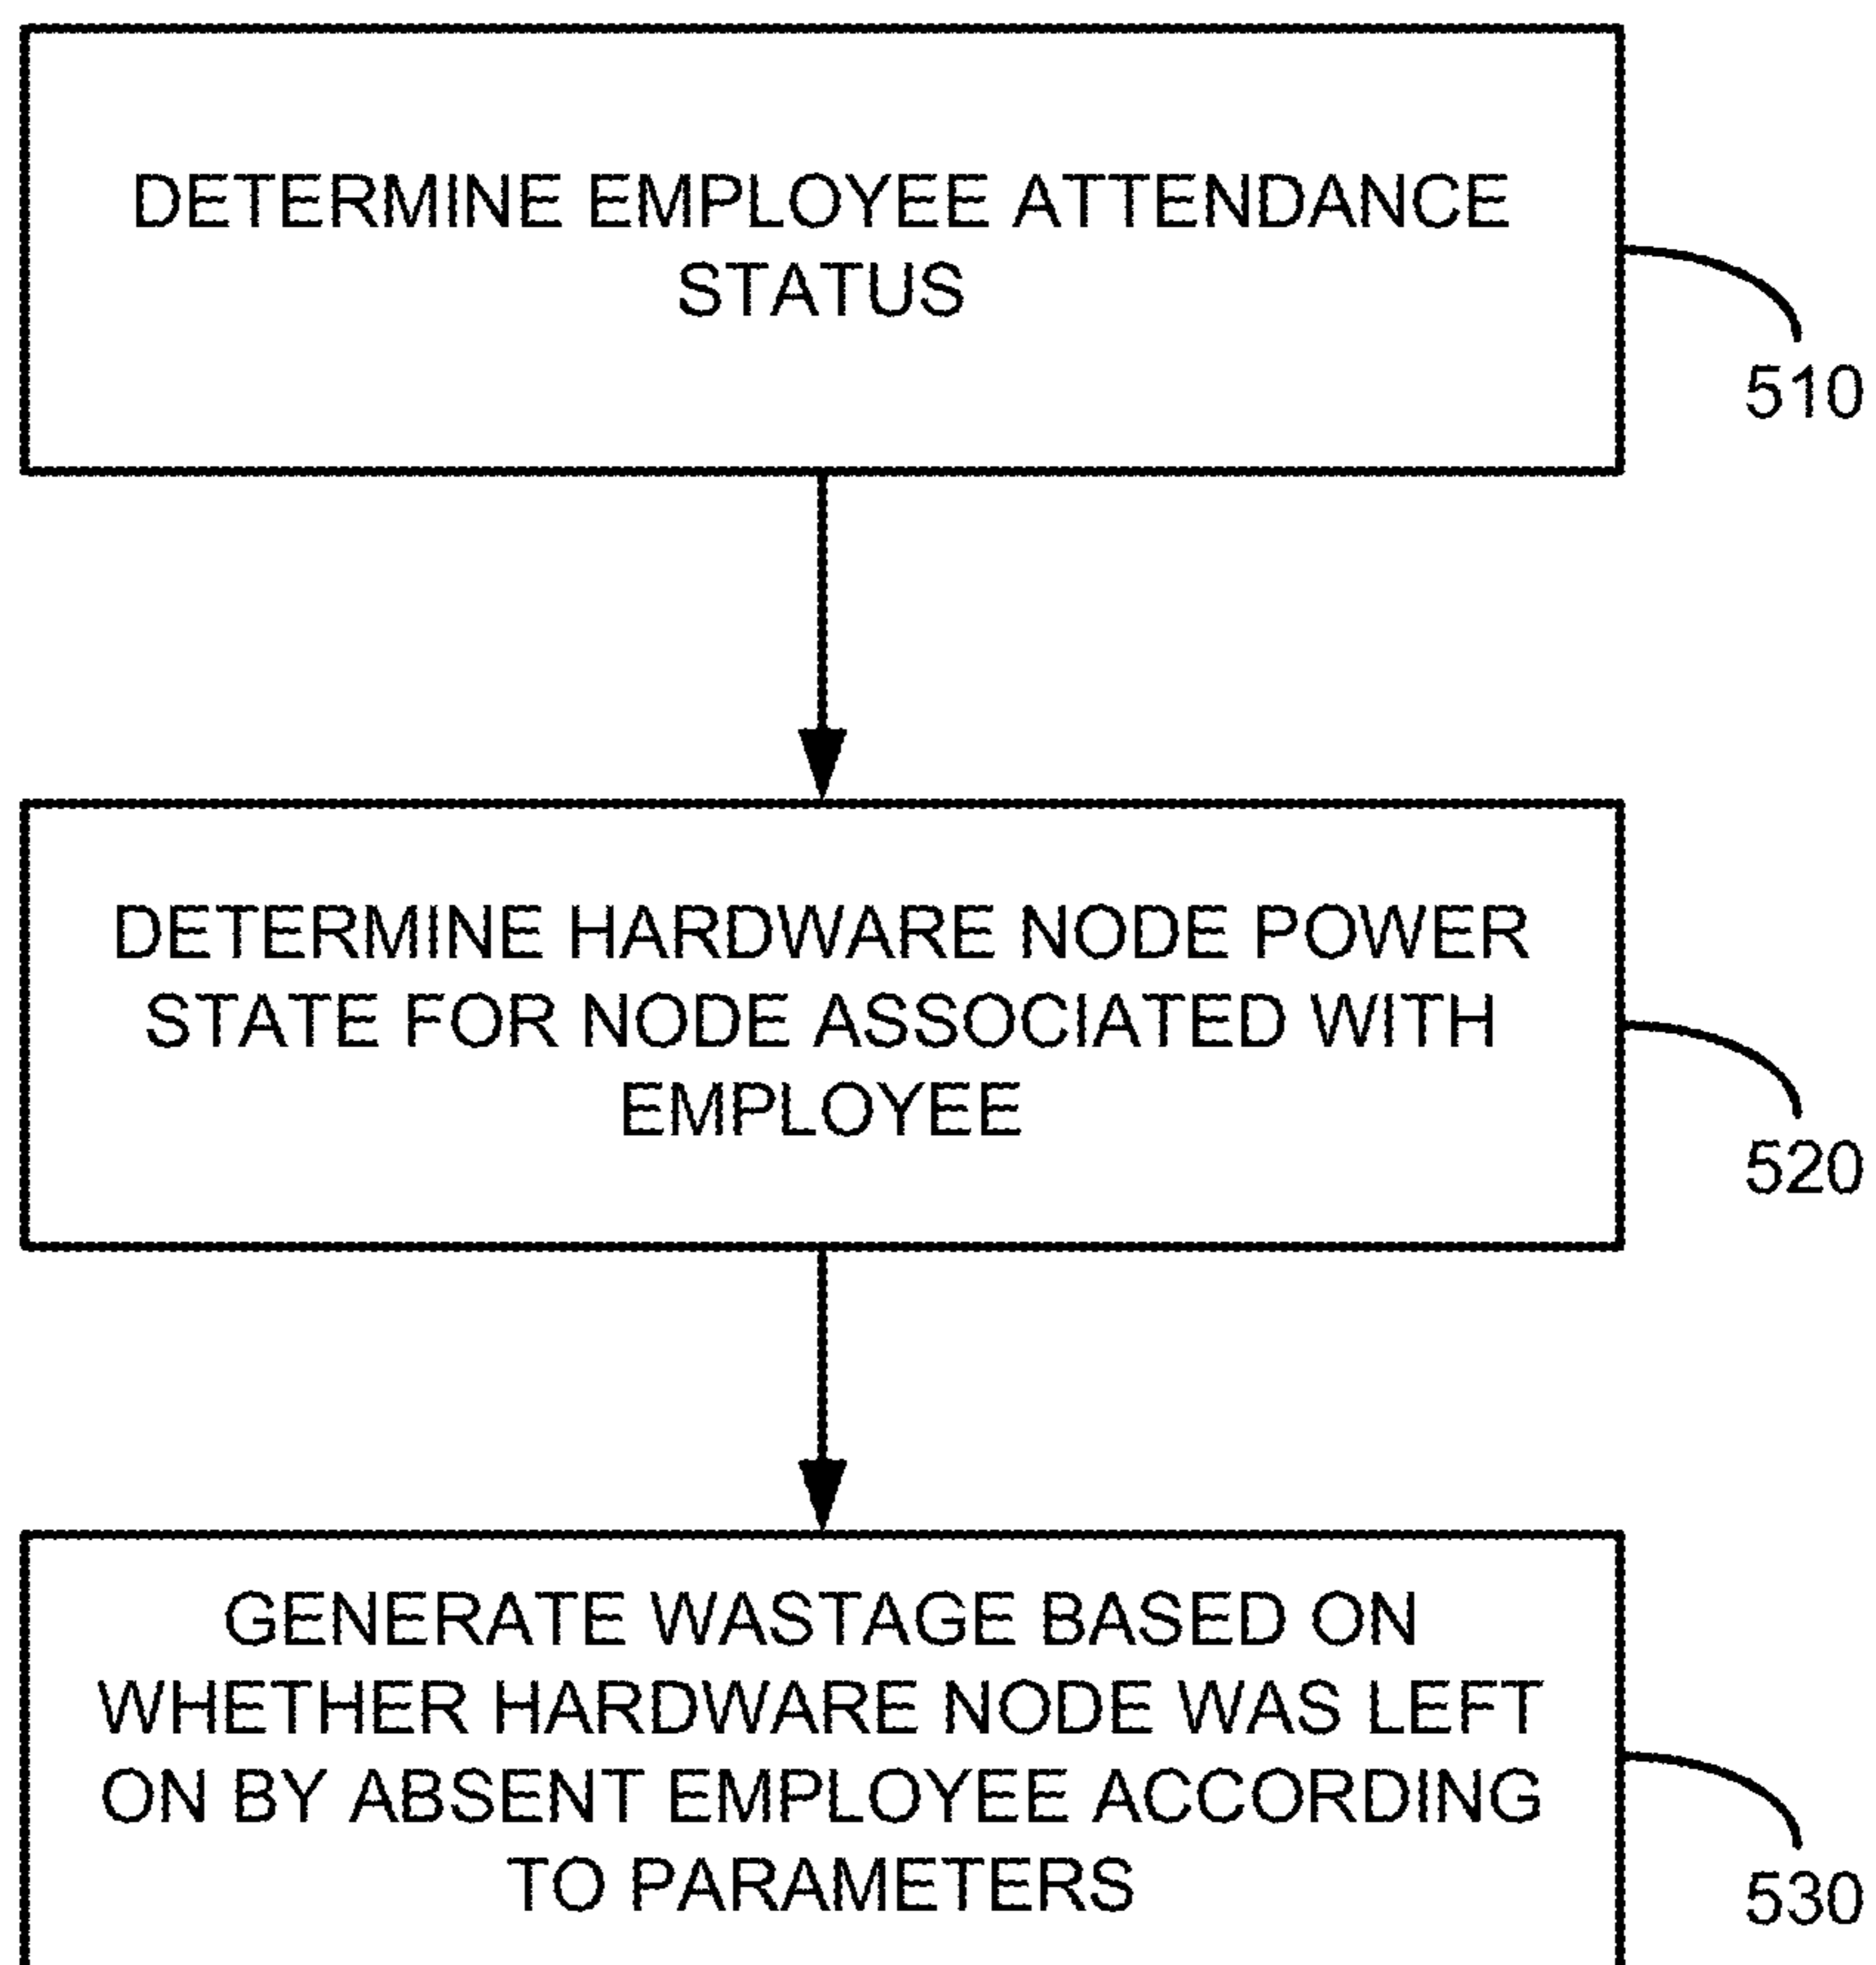 DETERMINE EMPLOYEE ATTENDANCE
STATUS
510
DETERMINE HARDWARE NODE POWER
STATE FOR NODE ASSOCIATED WITH
EMPLOYEE
520
GENERATE WASTAGE BASED ON
WHETHER HARDWARE NODE WAS LEFT
ON BY ABSENT EMPLOYEE ACCORDING
TO PARAMETERS
530